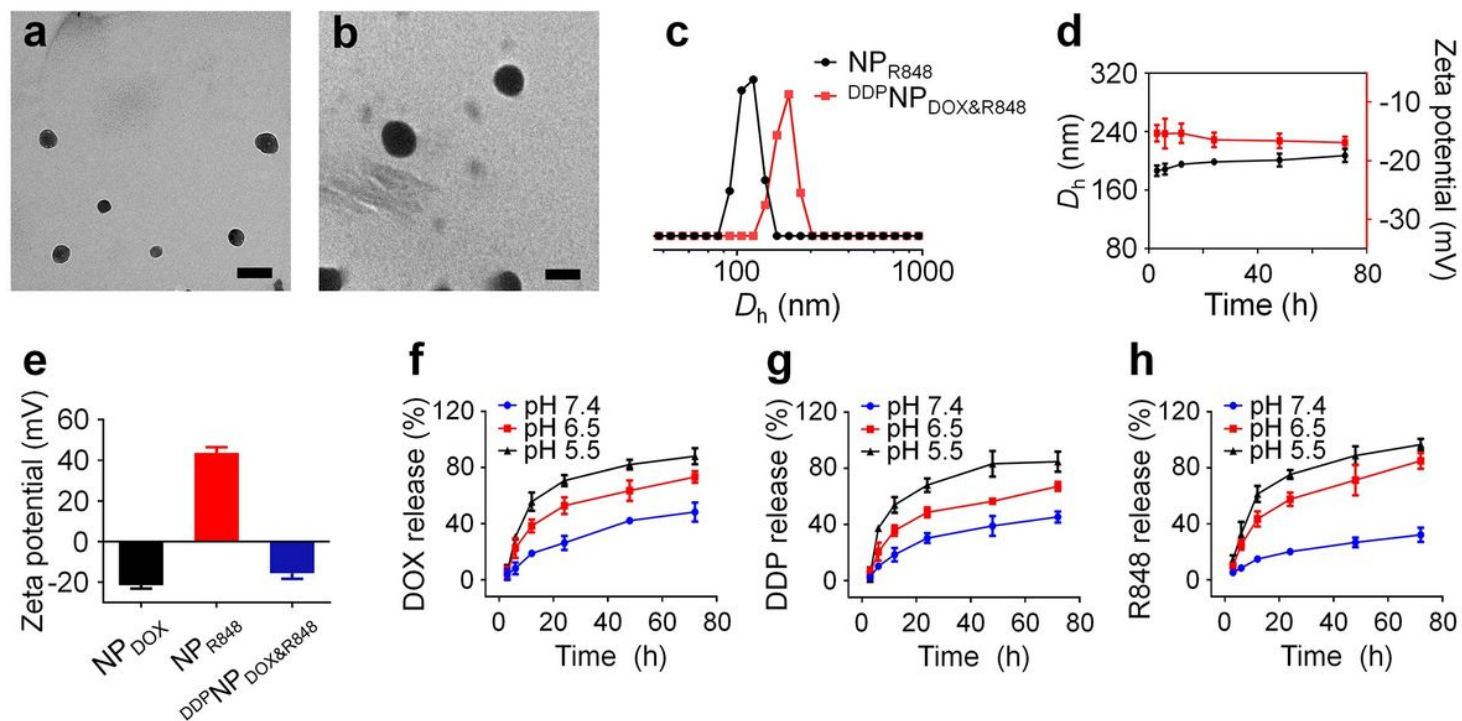 a
b
c
NP R848
DDP NP DOX&R848
100
1000
Dh (nm)
d
320
240
160
80
Dh (nm)
0
40
80
Time (h)
-10
-20
-30
Zeta potential (mV)
e
60
40
20
0
-20
Zeta potential (mV)
NP DOX
NP R848
DDP NP DOX&R848
f
pH 7.4
pH 6.5
pH 5.5
120
80
40
0
DOX release (%)
0 20 40 60 80
Time (h)
g
pH 7.4
pH 6.5
pH 5.5
120
80
40
0
DDP release (%)
0 20 40 60 80
Time (h)
h
pH 7.4
pH 6.5
pH 5.5
120
80
40
0
R848 release (%)
0 20 40 60 80
Time (h)